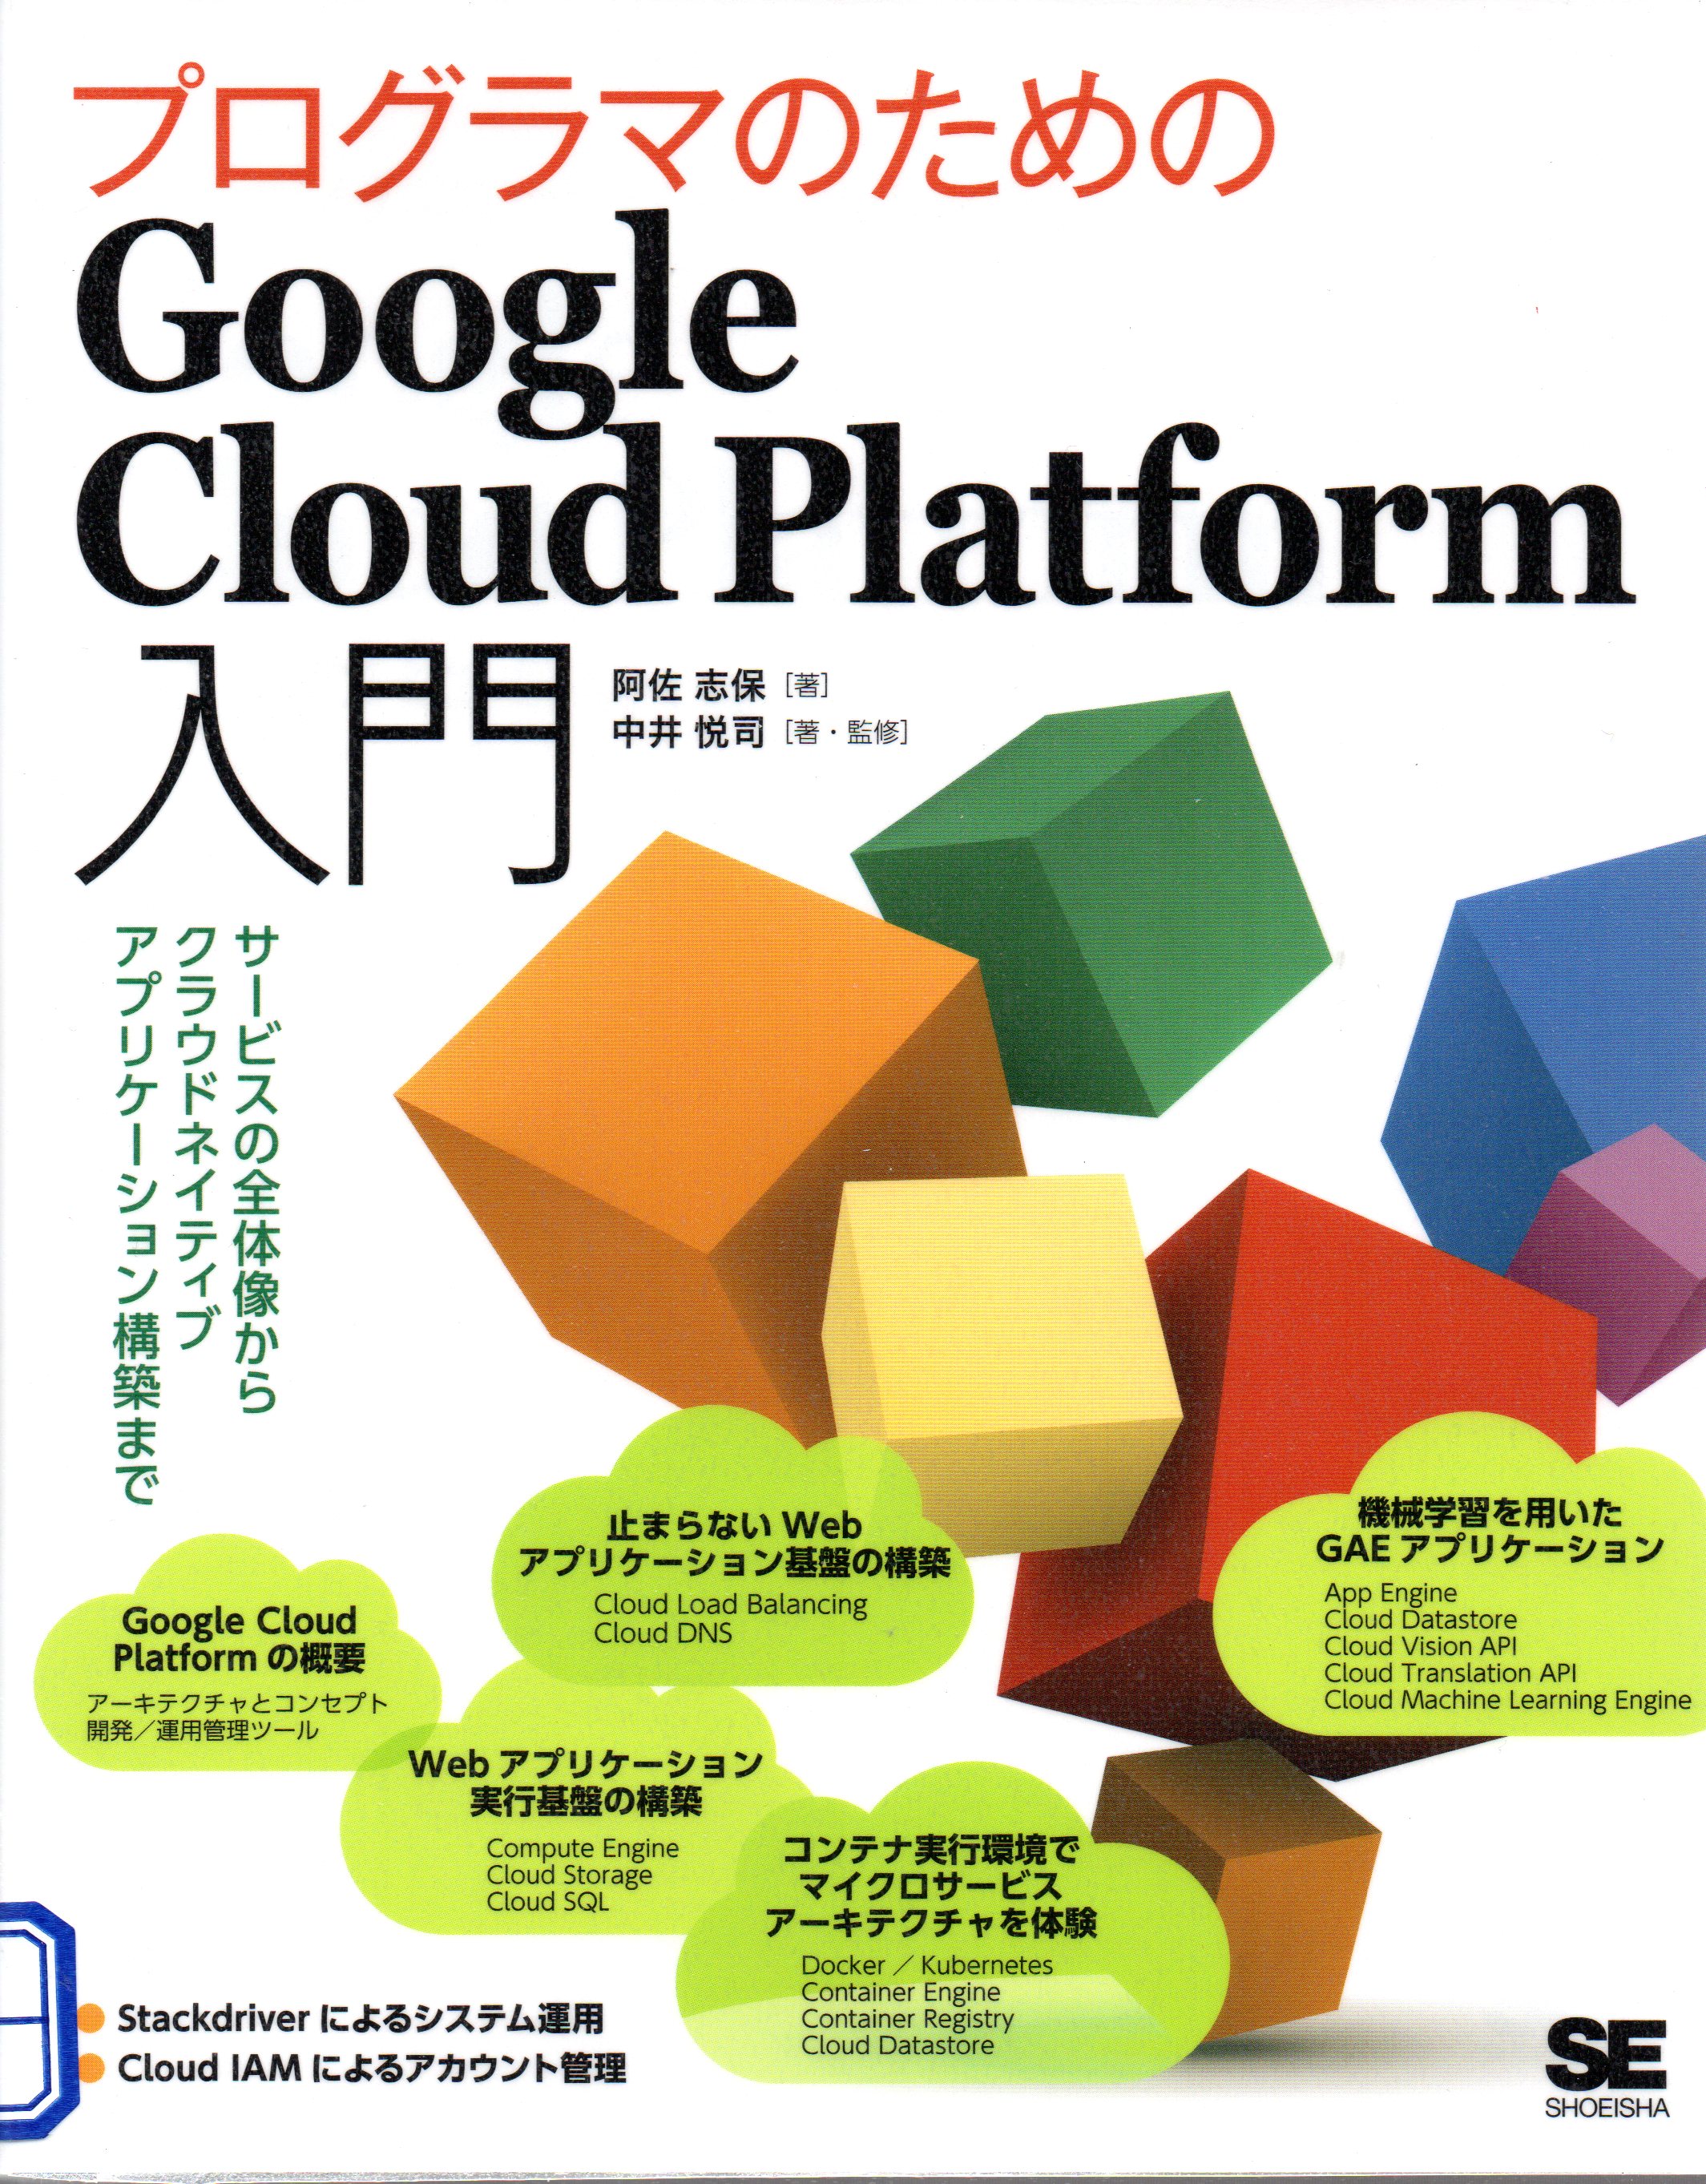 プログラマのための
Google
Cloud Platform
入門
阿佐 志保 [著]
中井 悦司 [著・監修]
サービスの全体像から
クラウドネイティブ
アプリケーション構築まで
止まらない Web
アプリケーション基盤の構築
Cloud Load Balancing
Cloud DNS
機械学習を用いた
GAE アプリケーション
App Engine
Cloud Datastore
Cloud Vision API
Cloud Translation API
Cloud Machine Learning Engine
Google Cloud
Platform の概要
アーキテクチャとコンセプト
開発／運用管理ツール
Web アプリケーション
実行基盤の構築
Compute Engine
Cloud Storage
Cloud SQL
コンテナ実行環境で
マイクロサービス
アーキテクチャを体験
Docker ／ Kubernetes
Container Engine
Container Registry
Cloud Datastore
Stackdriver によるシステム運用
Cloud IAM によるアカウント管理
SE
SHOEISHA